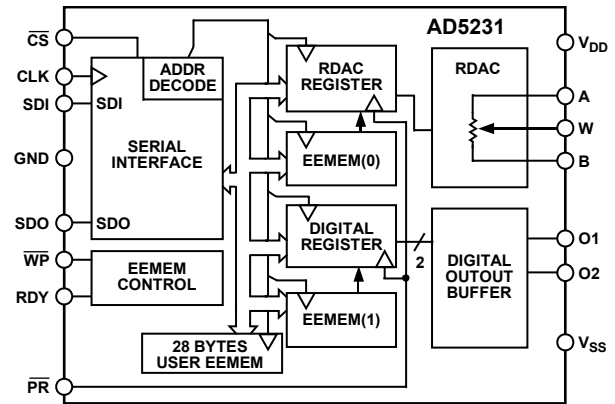 AD5231
CS
CLK
SDI
GND
SDO
WP
RDY
PR
SDI
ADDR
DECODE
SERIAL
INTERFACE
SDO
EEMEM
CONTROL
28 BYTES
USER EEMEM
RDAC
REGISTER
EEMEM(0)
DIGITAL
REGISTER
EEMEM(1)
2
RDAC
DIGITAL
OUTOUT
BUFFER
VDD
A
W
B
O1
O2
VSS